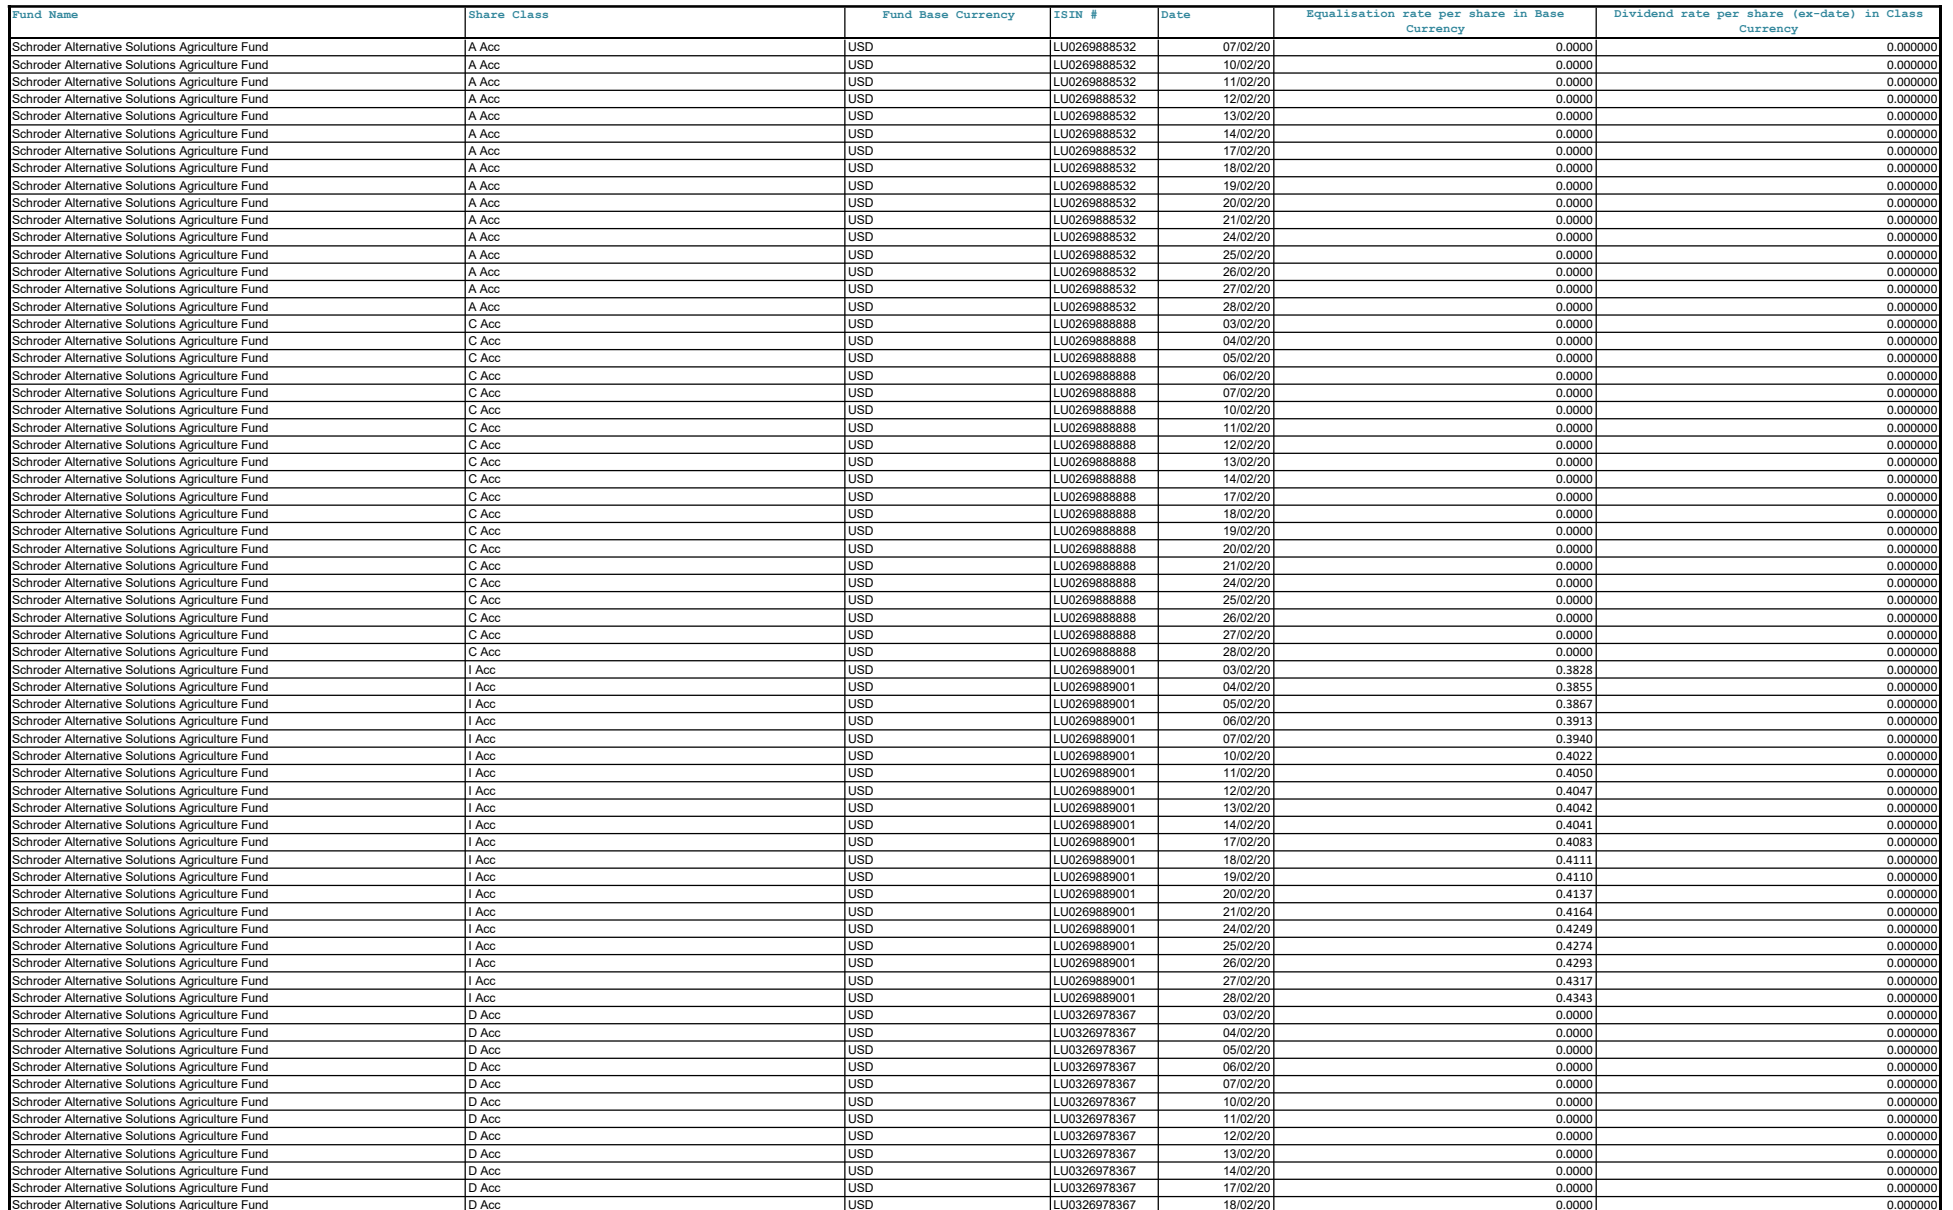 Fund Name Share Class Fund Base Currency ISIN # Date Equalisation rate per share in Base Currency Dividend rate per share (ex-date) in Class Currency
Schroder Alternative Solutions Agriculture Fund A Acc USD LU0269888532 07/02/20 0.0000 0.000000
Schroder Alternative Solutions Agriculture Fund A Acc USD LU0269888532 10/02/20 0.0000 0.000000
Schroder Alternative Solutions Agriculture Fund A Acc USD LU0269888532 11/02/20 0.0000 0.000000
Schroder Alternative Solutions Agriculture Fund A Acc USD LU0269888532 12/02/20 0.0000 0.000000
Schroder Alternative Solutions Agriculture Fund A Acc USD LU0269888532 13/02/20 0.0000 0.000000
Schroder Alternative Solutions Agriculture Fund A Acc USD LU0269888532 14/02/20 0.0000 0.000000
Schroder Alternative Solutions Agriculture Fund A Acc USD LU0269888532 17/02/20 0.0000 0.000000
Schroder Alternative Solutions Agriculture Fund A Acc USD LU0269888532 18/02/20 0.0000 0.000000
Schroder Alternative Solutions Agriculture Fund A Acc USD LU0269888532 19/02/20 0.0000 0.000000
Schroder Alternative Solutions Agriculture Fund A Acc USD LU0269888532 20/02/20 0.0000 0.000000
Schroder Alternative Solutions Agriculture Fund A Acc USD LU0269888532 21/02/20 0.0000 0.000000
Schroder Alternative Solutions Agriculture Fund A Acc USD LU0269888532 24/02/20 0.0000 0.000000
Schroder Alternative Solutions Agriculture Fund A Acc USD LU0269888532 25/02/20 0.0000 0.000000
Schroder Alternative Solutions Agriculture Fund A Acc USD LU0269888532 26/02/20 0.0000 0.000000
Schroder Alternative Solutions Agriculture Fund A Acc USD LU0269888532 27/02/20 0.0000 0.000000
Schroder Alternative Solutions Agriculture Fund A Acc USD LU0269888532 28/02/20 0.0000 0.000000
Schroder Alternative Solutions Agriculture Fund C Acc USD LU0269888888 03/02/20 0.0000 0.000000
Schroder Alternative Solutions Agriculture Fund C Acc USD LU0269888888 04/02/20 0.0000 0.000000
Schroder Alternative Solutions Agriculture Fund C Acc USD LU0269888888 05/02/20 0.0000 0.000000
Schroder Alternative Solutions Agriculture Fund C Acc USD LU0269888888 06/02/20 0.0000 0.000000
Schroder Alternative Solutions Agriculture Fund C Acc USD LU0269888888 07/02/20 0.0000 0.000000
Schroder Alternative Solutions Agriculture Fund C Acc USD LU0269888888 10/02/20 0.0000 0.000000
Schroder Alternative Solutions Agriculture Fund C Acc USD LU0269888888 11/02/20 0.0000 0.000000
Schroder Alternative Solutions Agriculture Fund C Acc USD LU0269888888 12/02/20 0.0000 0.000000
Schroder Alternative Solutions Agriculture Fund C Acc USD LU0269888888 13/02/20 0.0000 0.000000
Schroder Alternative Solutions Agriculture Fund C Acc USD LU0269888888 14/02/20 0.0000 0.000000
Schroder Alternative Solutions Agriculture Fund C Acc USD LU0269888888 17/02/20 0.0000 0.000000
Schroder Alternative Solutions Agriculture Fund C Acc USD LU0269888888 18/02/20 0.0000 0.000000
Schroder Alternative Solutions Agriculture Fund C Acc USD LU0269888888 19/02/20 0.0000 0.000000
Schroder Alternative Solutions Agriculture Fund C Acc USD LU0269888888 20/02/20 0.0000 0.000000
Schroder Alternative Solutions Agriculture Fund C Acc USD LU0269888888 21/02/20 0.0000 0.000000
Schroder Alternative Solutions Agriculture Fund C Acc USD LU0269888888 24/02/20 0.0000 0.000000
Schroder Alternative Solutions Agriculture Fund C Acc USD LU0269888888 25/02/20 0.0000 0.000000
Schroder Alternative Solutions Agriculture Fund C Acc USD LU0269888888 26/02/20 0.0000 0.000000
Schroder Alternative Solutions Agriculture Fund C Acc USD LU0269888888 27/02/20 0.0000 0.000000
Schroder Alternative Solutions Agriculture Fund C Acc USD LU0269888888 28/02/20 0.0000 0.000000
Schroder Alternative Solutions Agriculture Fund I Acc USD LU0269889001 03/02/20 0.3828 0.000000
Schroder Alternative Solutions Agriculture Fund I Acc USD LU0269889001 04/02/20 0.3855 0.000000
Schroder Alternative Solutions Agriculture Fund I Acc USD LU0269889001 05/02/20 0.3867 0.000000
Schroder Alternative Solutions Agriculture Fund I Acc USD LU0269889001 06/02/20 0.3913 0.000000
Schroder Alternative Solutions Agriculture Fund I Acc USD LU0269889001 07/02/20 0.3940 0.000000
Schroder Alternative Solutions Agriculture Fund I Acc USD LU0269889001 10/02/20 0.4022 0.000000
Schroder Alternative Solutions Agriculture Fund I Acc USD LU0269889001 11/02/20 0.4050 0.000000
Schroder Alternative Solutions Agriculture Fund I Acc USD LU0269889001 12/02/20 0.4047 0.000000
Schroder Alternative Solutions Agriculture Fund I Acc USD LU0269889001 13/02/20 0.4042 0.000000
Schroder Alternative Solutions Agriculture Fund I Acc USD LU0269889001 14/02/20 0.4041 0.000000
Schroder Alternative Solutions Agriculture Fund I Acc USD LU0269889001 17/02/20 0.4083 0.000000
Schroder Alternative Solutions Agriculture Fund I Acc USD LU0269889001 18/02/20 0.4111 0.000000
Schroder Alternative Solutions Agriculture Fund I Acc USD LU0269889001 19/02/20 0.4110 0.000000
Schroder Alternative Solutions Agriculture Fund I Acc USD LU0269889001 20/02/20 0.4137 0.000000
Schroder Alternative Solutions Agriculture Fund I Acc USD LU0269889001 21/02/20 0.4164 0.000000
Schroder Alternative Solutions Agriculture Fund I Acc USD LU0269889001 24/02/20 0.4249 0.000000
Schroder Alternative Solutions Agriculture Fund I Acc USD LU0269889001 25/02/20 0.4274 0.000000
Schroder Alternative Solutions Agriculture Fund I Acc USD LU0269889001 26/02/20 0.4293 0.000000
Schroder Alternative Solutions Agriculture Fund I Acc USD LU0269889001 27/02/20 0.4317 0.000000
Schroder Alternative Solutions Agriculture Fund I Acc USD LU0269889001 28/02/20 0.4343 0.000000
Schroder Alternative Solutions Agriculture Fund D Acc USD LU0326978367 03/02/20 0.0000 0.000000
Schroder Alternative Solutions Agriculture Fund D Acc USD LU0326978367 04/02/20 0.0000 0.000000
Schroder Alternative Solutions Agriculture Fund D Acc USD LU0326978367 05/02/20 0.0000 0.000000
Schroder Alternative Solutions Agriculture Fund D Acc USD LU0326978367 06/02/20 0.0000 0.000000
Schroder Alternative Solutions Agriculture Fund D Acc USD LU0326978367 07/02/20 0.0000 0.000000
Schroder Alternative Solutions Agriculture Fund D Acc USD LU0326978367 10/02/20 0.0000 0.000000
Schroder Alternative Solutions Agriculture Fund D Acc USD LU0326978367 11/02/20 0.0000 0.000000
Schroder Alternative Solutions Agriculture Fund D Acc USD LU0326978367 12/02/20 0.0000 0.000000
Schroder Alternative Solutions Agriculture Fund D Acc USD LU0326978367 13/02/20 0.0000 0.000000
Schroder Alternative Solutions Agriculture Fund D Acc USD LU0326978367 14/02/20 0.0000 0.000000
Schroder Alternative Solutions Agriculture Fund D Acc USD LU0326978367 17/02/20 0.0000 0.000000
Schroder Alternative Solutions Agriculture Fund D Acc USD LU0326978367 18/02/20 0.0000 0.000000